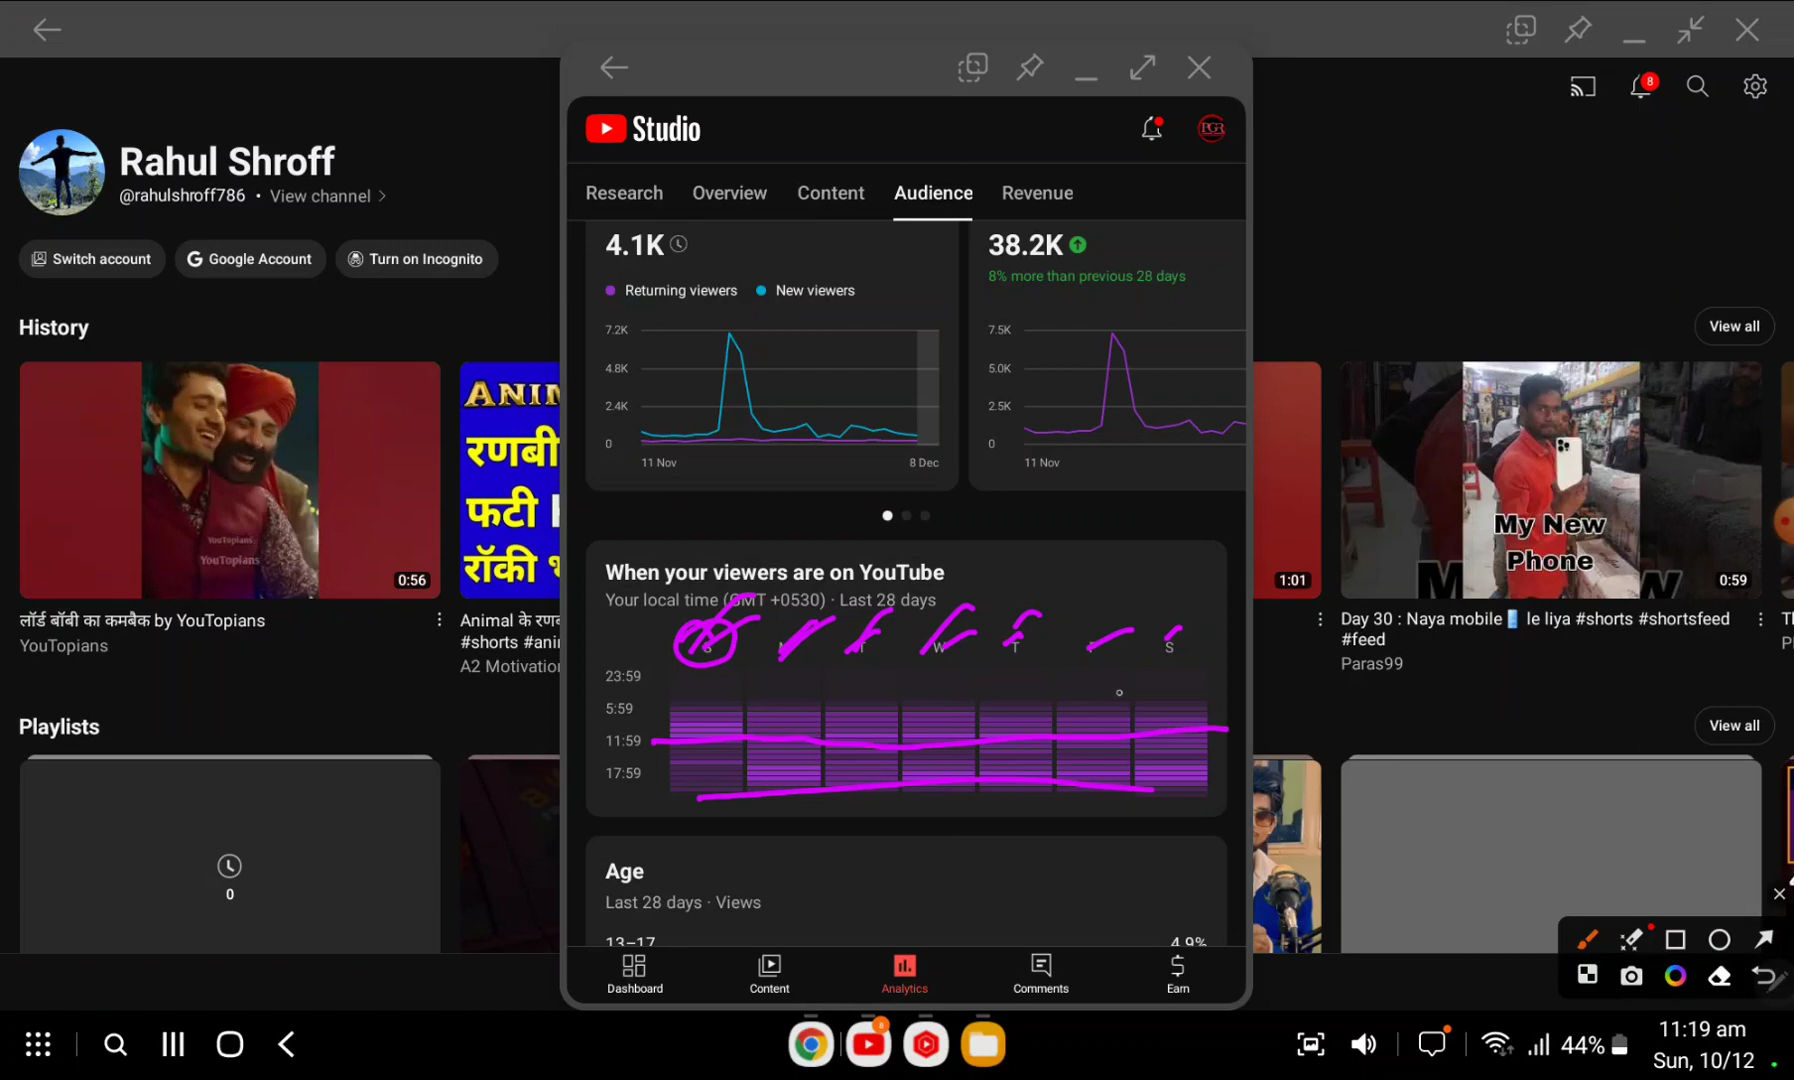 Rahul Shroff
@rahulshroff786 • View channel
Switch account
Google Account
Turn on Incognito
8
History
View all
YouTopians
YouTopians
0:56
लॉर्ड बॉबी का कमबैक by YouTopians
YouTopians
रणबी
फटी
#shorts
A2 Motivation
Studio
PGR
Research
Overview
Content
Audience
Revenue
4.1K
38.2K
8% more than previous 28 days
Returning viewers
New viewers
7.2K
4.8K
2.4K
0
11 Nov
8 Dec
7.5K
5.0K
2.5K
0
11 Nov
When your viewers are on YouTube
Your local time (GMT +0530) · Last 28 days
W
T
S
23:59
5:59
11:59
17:59
Age
Last 28 days · Views
13–17
4.9%
Dashboard
Content
Analytics
Comments
Earn
1:01
My New
Phone
0:59
Day 30 : Naya mobile le liya #shorts #shortsfeed
#feed
Paras99
Playlists
View all
0
44%
11:19 am
Sun, 10/12